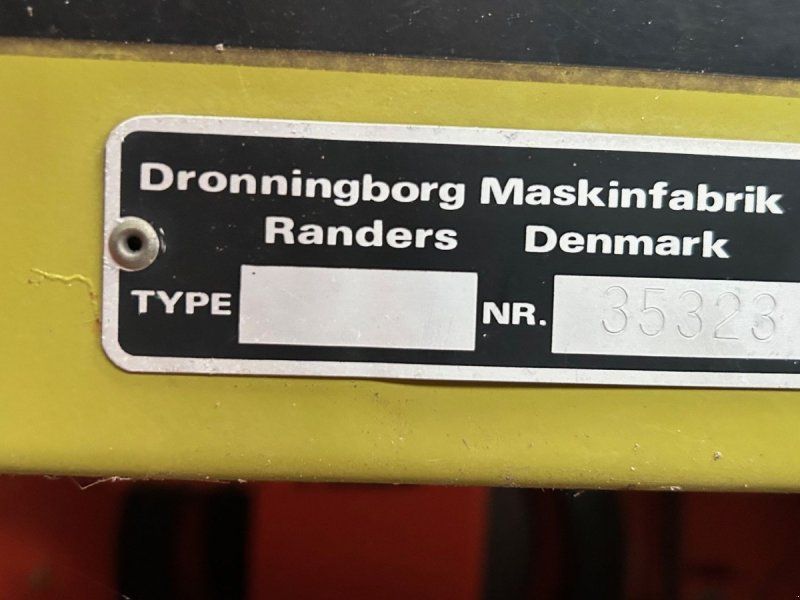 Dronningborg Maskinfabrik
Randers Denmark
TYPE NR. 35323